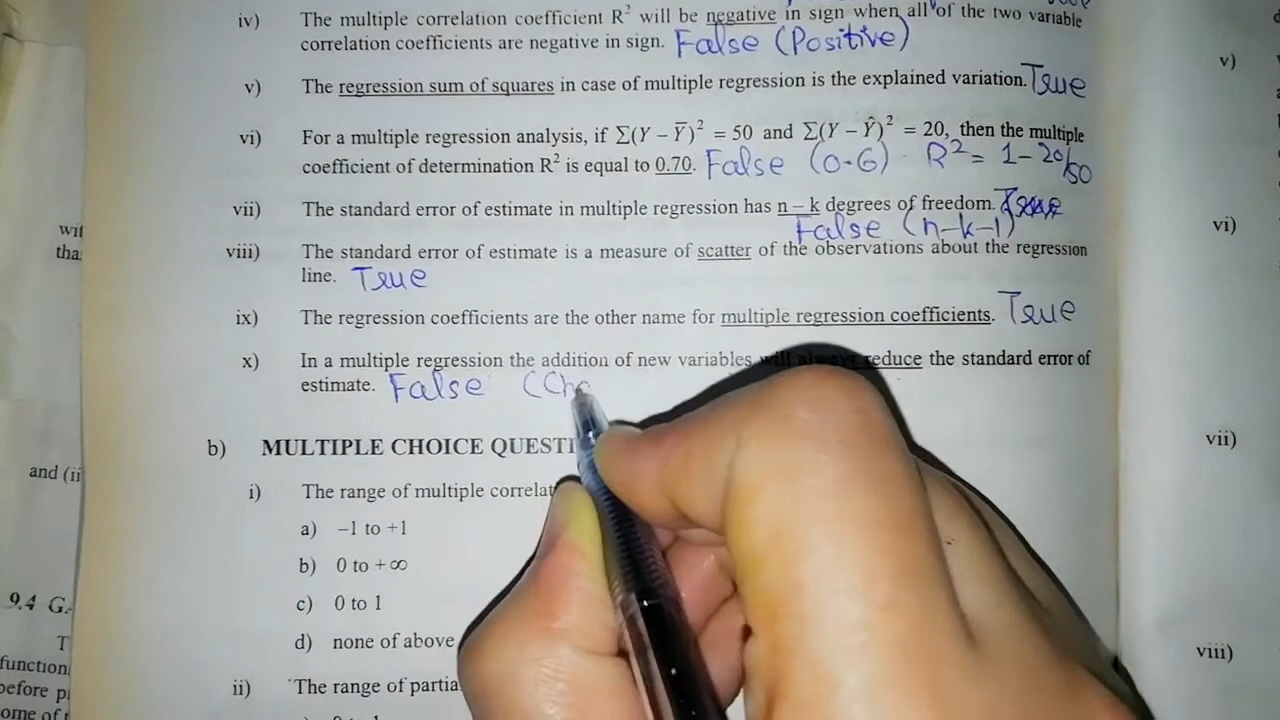 iv) The multiple correlation coefficient R² will be negative in sign when all of the two variable
correlation coefficients are negative in sign. False (Positive)
v) The regression sum of squares in case of multiple regression is the explained variation. True
vi) For a multiple regression analysis, if Σ(Y − Ȳ)² = 50 and Σ(Y − Ŷ)² = 20, then the multiple
coefficient of determination R² is equal to 0.70. False (0.6) R² = 1 - 20/50
vii) The standard error of estimate in multiple regression has n − k degrees of freedom.
False (n-k-1)
viii) The standard error of estimate is a measure of scatter of the observations about the regression
line. True
ix) The regression coefficients are the other name for multiple regression coefficients. True
x) In a multiple regression the addition of new variables will always reduce the standard error of
estimate. False (Cha
b) MULTIPLE CHOICE QUESTI
i) The range of multiple correlat
a) −1 to +1
b) 0 to +∞
c) 0 to 1
d) none of above
ii) The range of partia
wit
tha
and (ii
9.4 G.
T
function
before p
ome of
v)
vi)
vii)
viii)